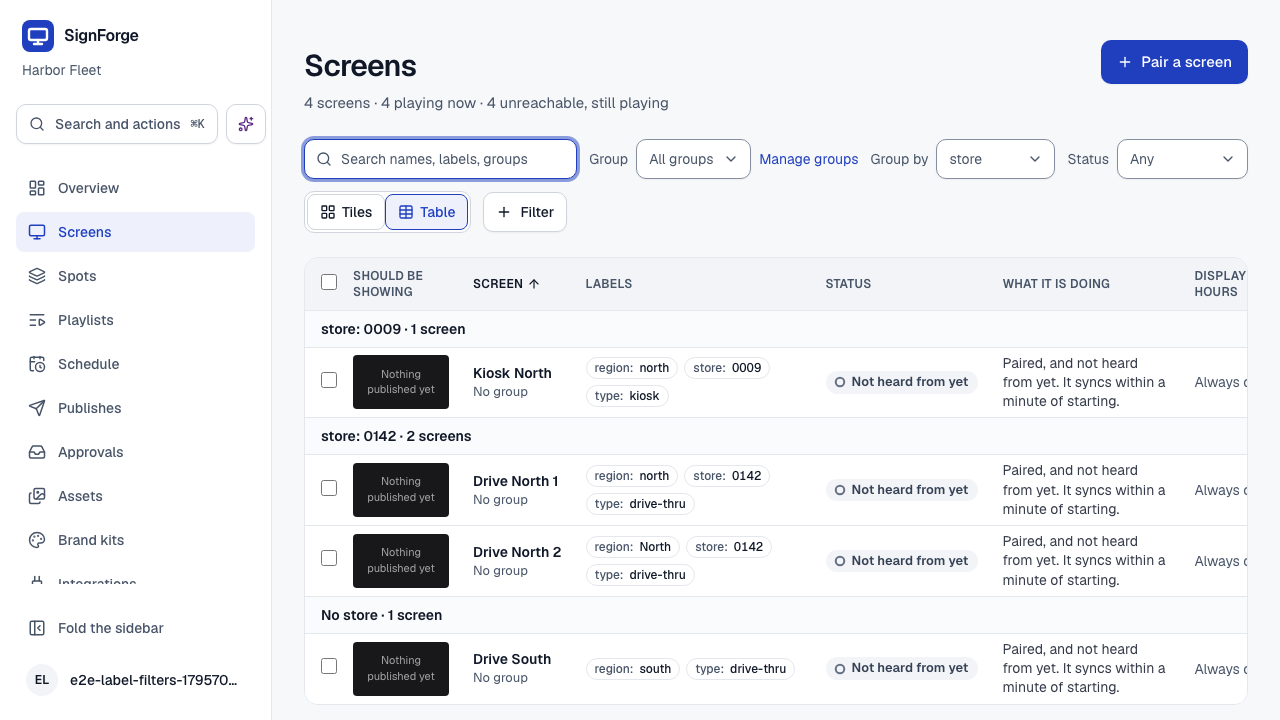 SignForge
Harbor Fleet
Search and actions ⌘K
Overview
Screens
Spots
Playlists
Schedule
Publishes
Approvals
Assets
Brand kits
Integrations
Fold the sidebar
EL e2e-label-filters-179570...
Screens
Pair a screen
4 screens · 4 playing now · 4 unreachable, still playing
Search names, labels, groups Group All groups Manage groups Group by store Status Any
Tiles Table Filter
SHOULD BE
SHOWING
SCREEN
LABELS
STATUS
WHAT IT IS DOING
DISPLAY
HOURS
store: 0009 · 1 screen
Nothing
published yet
Kiosk North
No group
region: north store: 0009
type: kiosk
Not heard from yet
Paired, and not heard
from yet. It syncs within a
minute of starting.
Always
store: 0142 · 2 screens
Nothing
published yet
Drive North 1
No group
region: north store: 0142
type: drive-thru
Not heard from yet
Paired, and not heard
from yet. It syncs within a
minute of starting.
Always
Nothing
published yet
Drive North 2
No group
region: North store: 0142
type: drive-thru
Not heard from yet
Paired, and not heard
from yet. It syncs within a
minute of starting.
Always
No store · 1 screen
Nothing
published yet
Drive South
No group
region: south type: drive-thru
Not heard from yet
Paired, and not heard
from yet. It syncs within a
minute of starting.
Always